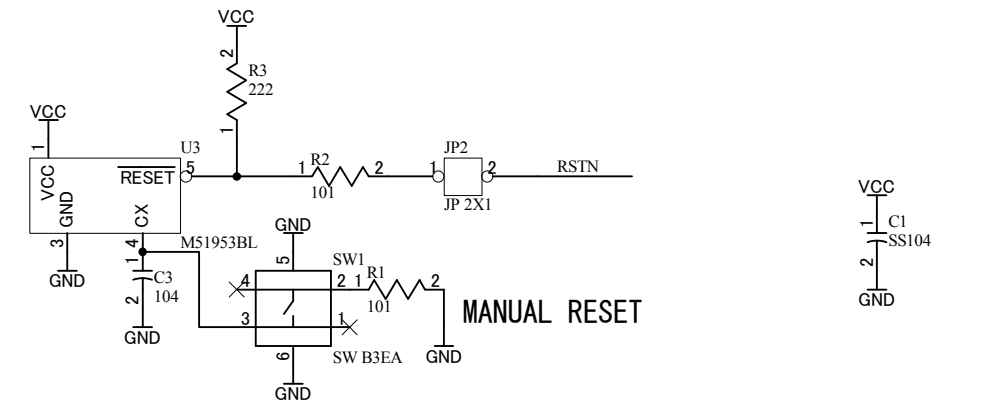 VCC
2
R3
222
1
VCC
1
U3
VCC
GND
RESET
CX
5
1
R2
2
101
JP2
1
2
JP 2X1
RSTN
3
GND
4
M51953BL
1
C3
104
2
GND
GND
5
SW1
4
2
3
1
6
SW B3EA
GND
1
R1
2
101
GND
MANUAL RESET
VCC
1
C1
SS104
2
GND